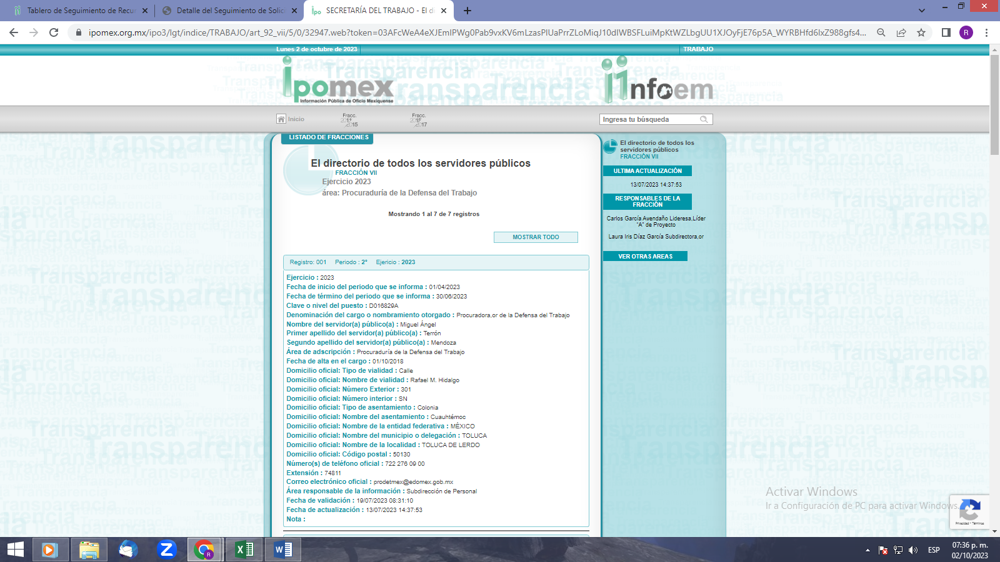 Tablero de Seguimiento de Recur
Detalle del Seguimiento de Solici
ipo
SECRETARÍA DEL TRABAJO - El di
ipomex.org.mx/ipo3/lgt/indice/TRABAJO/art_92_vii/5/0/32947.web?token=03AFcWeA4eXJEmIPWg0Pab9vxKV6mLzasPIUaPrrZLoMiqJ10dIWBSFLuiMpKtWZLbgUU1XJOyFjE76p5A_WYRBHfd6lxZ988gfs4...
R
Lunes 2 de octubre de 2023
TRABAJO
ipomex
Información Pública de Oficio Mexiquense
infoem
Inicio
Fracc.
2015
Fracc.
2017
Ingresa tu búsqueda
LISTADO DE FRACCIONES
El directorio de todos los servidores públicos
FRACCIÓN VII
Ejercicio 2023
área: Procuraduría de la Defensa del Trabajo
Mostrando 1 al 7 de 7 registros
MOSTRAR TODO
Registro: 001 Periodo : 2° Ejericio : 2023
Ejercicio : 2023
Fecha de inicio del periodo que se informa : 01/04/2023
Fecha de término del periodo que se informa : 30/06/2023
Clave o nivel del puesto : D016829A
Denominación del cargo o nombramiento otorgado : Procuradora,or de la Defensa del Trabajo
Nombre del servidor(a) público(a) : Miguel Ángel
Primer apellido del servidor(a) público(a) : Terrón
Segundo apellido del servidor(a) público(a) : Mendoza
Área de adscripción : Procuraduría de la Defensa del Trabajo
Fecha de alta en el cargo : 01/10/2018
Domicilio oficial: Tipo de vialidad : Calle
Domicilio oficial: Nombre de vialidad : Rafael M. Hidalgo
Domicilio oficial: Número Exterior : 301
Domicilio oficial: Número interior : SN
Domicilio oficial: Tipo de asentamiento : Colonia
Domicilio oficial: Nombre del asentamiento : Cuauhtémoc
Domicilio oficial: Nombre de la entidad federativa : MÉXICO
Domicilio oficial: Nombre del municipio o delegación : TOLUCA
Domicilio oficial: Nombre de la localidad : TOLUCA DE LERDO
Domicilio oficial: Código postal : 50130
Número(s) de teléfono oficial : 722 276 09 00
Extensión : 74811
Correo electrónico oficial : prodetmex@edomex.gob.mx
Área responsable de la información : Subdirección de Personal
Fecha de validación : 19/07/2023 08:31:10
Fecha de actualización : 13/07/2023 14:37:53
Nota :
El directorio de todos los
servidores públicos
FRACCIÓN VII
ULTIMA ACTUALIZACIÓN
13/07/2023 14:37:53
RESPONSABLES DE LA
FRACCIÓN
Carlos García Avendaño Lideresa,Líder
"A" de Proyecto
Laura Iris Díaz García Subdirectora,or
VER OTRAS AREAS
Activar Windows
Ir a Configuración de PC para activar Windows.
Privacidad - Términos
ESP
07:36 p. m.
02/10/2023